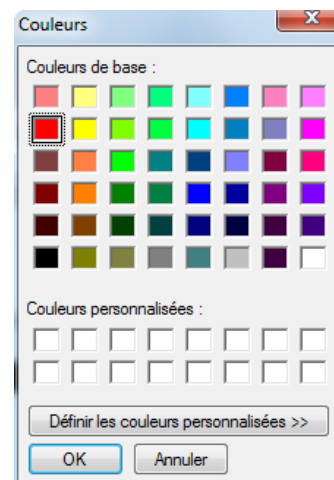 Couleurs
Couleurs de base :
Couleurs personnalisées :
Définir les couleurs personnalisées >>
OK
Annuler